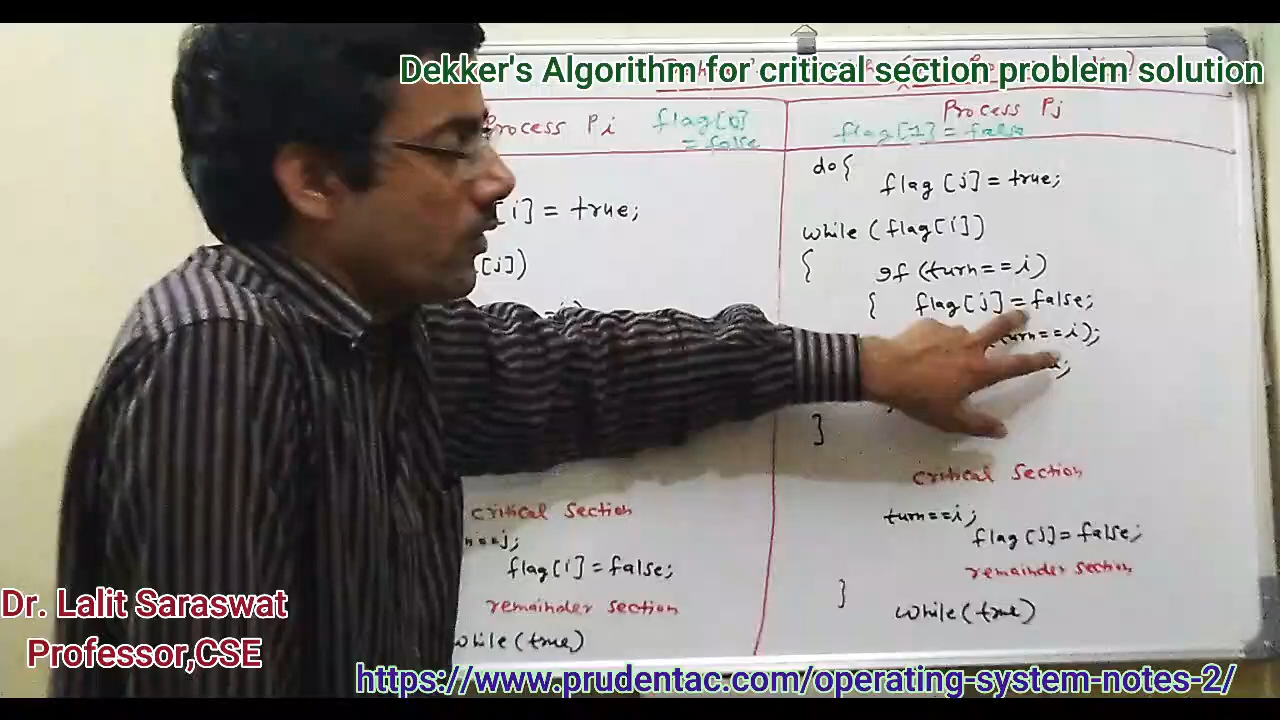 Dekker's Algorithm for critical section problem solution
Process Pi flag[0]
= false
[i] = true;
[j])
critical section
==j;
flag[i] = false;
remainder section
while(true)
Process Pj
flag[1] = false
do{
flag [j] = true;
while (flag[i])
{ if (turn==i)
{ flag[j] = false;
(turn==i);
;
}
critical section
turn==i;
flag[j] = false;
remainder section
}
while(true)
Dr. Lalit Saraswat
Professor,CSE
https://www.prudentac.com/operating-system-notes-2/